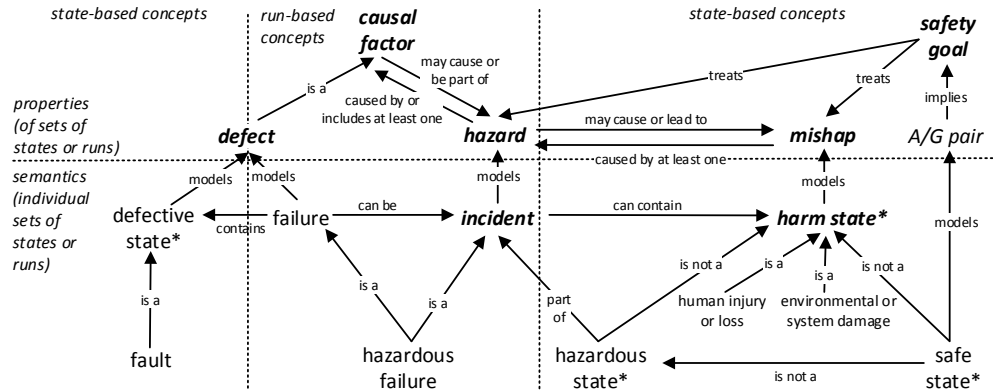 state-based concepts
run-based
concepts
state-based concepts
causal
factor
safety
goal
may cause or
be part of
is a
caused by or
includes at least one
treats
treats
implies
properties
(of sets of
states or runs)
defect
hazard
may cause or lead to
mishap
A/G pair
caused by at least one
semantics
(individual
sets of
states or
runs)
models
models
models
models
defective
state*
contains
failure
can be
incident
can contain
harm state*
models
is a
is a
is a
part
of
is not a
is a
is a
is not a
human injury
or loss
environmental or
system damage
fault
hazardous
failure
hazardous
state*
is not a
safe
state*